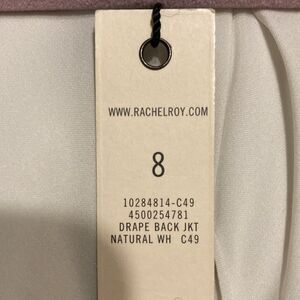 WWW.RACHELROY.COM
8
10284814-C49
4500254781
DRAPE BACK JKT
NATURAL WH C49